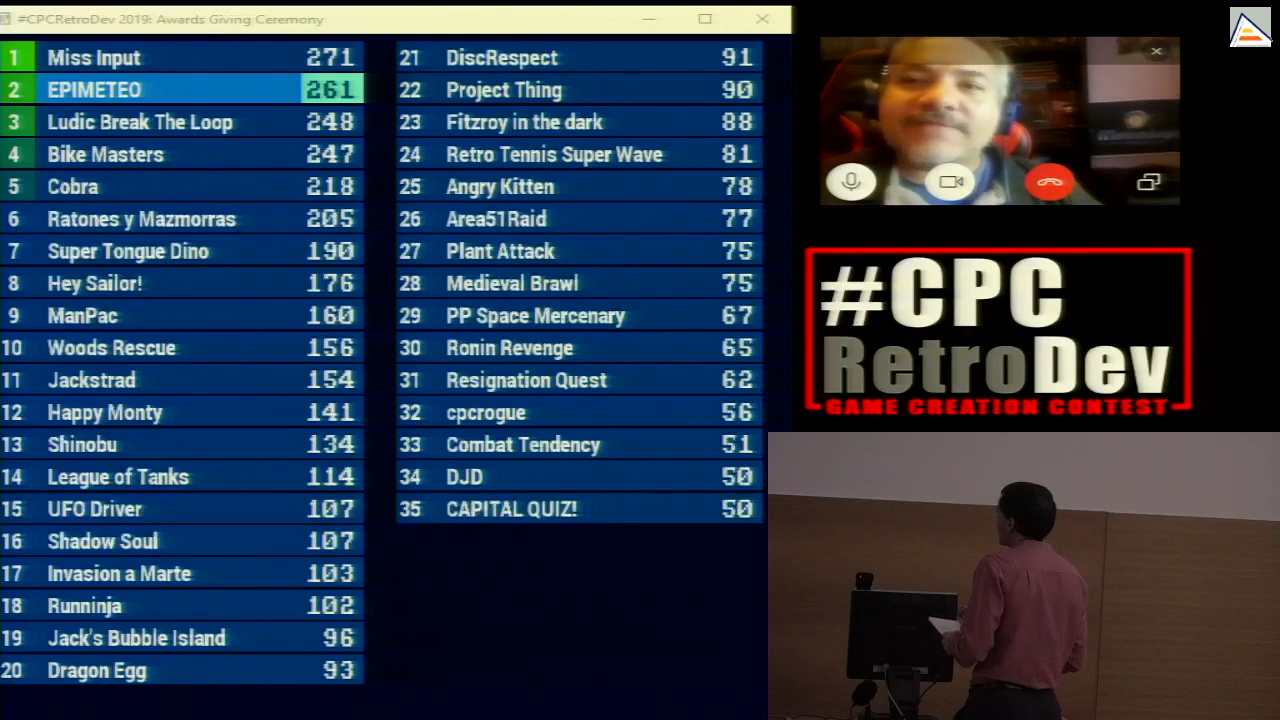 #CPCRetroDev 2019: Awards Giving Ceremony
1 Miss Input 271
2 EPIMETEO 261
3 Ludic Break The Loop 248
4 Bike Masters 247
5 Cobra 218
6 Ratones y Mazmorras 205
7 Super Tongue Dino 190
8 Hey Sailor! 176
9 ManPac 160
10 Woods Rescue 156
11 Jackstrad 154
12 Happy Monty 141
13 Shinobu 134
14 League of Tanks 114
15 UFO Driver 107
16 Shadow Soul 107
17 Invasion a Marte 103
18 Runninja 102
19 Jack's Bubble Island 96
20 Dragon Egg 93
21 DiscRespect 91
22 Project Thing 90
23 Fitzroy in the dark 88
24 Retro Tennis Super Wave 81
25 Angry Kitten 78
26 Area51Raid 77
27 Plant Attack 75
28 Medieval Brawl 75
29 PP Space Mercenary 67
30 Ronin Revenge 65
31 Resignation Quest 62
32 cpcrogue 56
33 Combat Tendency 51
34 DJD 50
35 CAPITAL QUIZ! 50
#CPC
RetroDev
GAME CREATION CONTEST